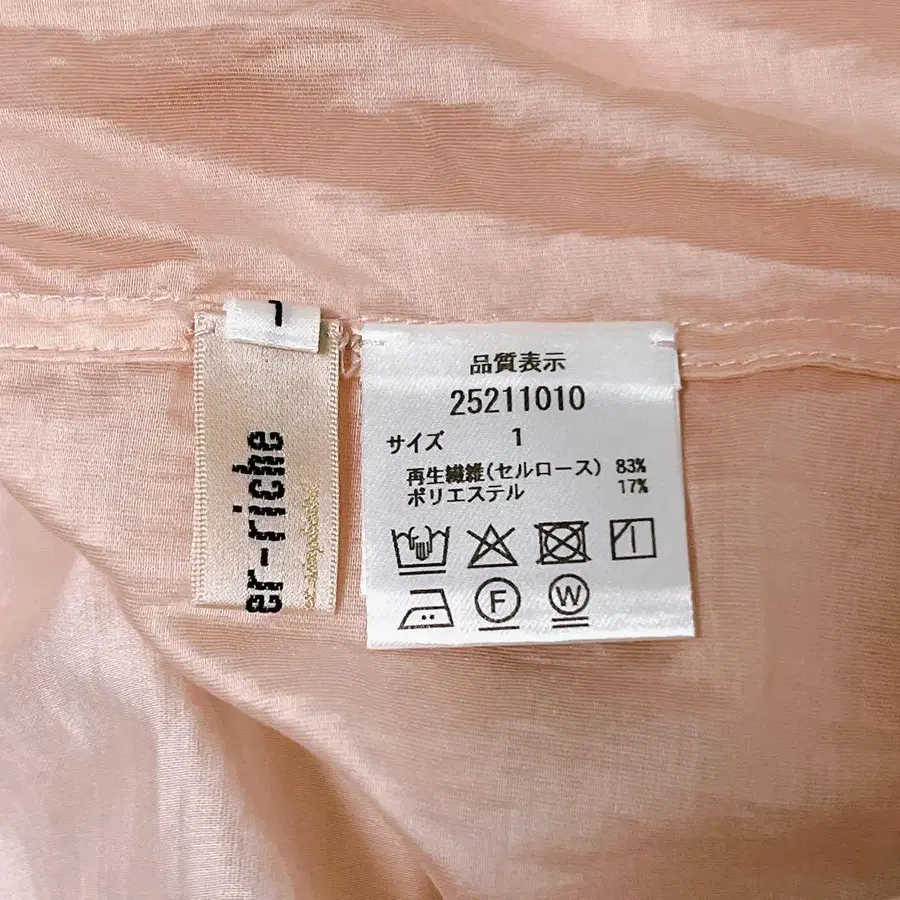 1
er-riche
品質表示
25211010
サイズ 1
再生繊維(セルロース) 83%
ポリエステル 17%
F
W